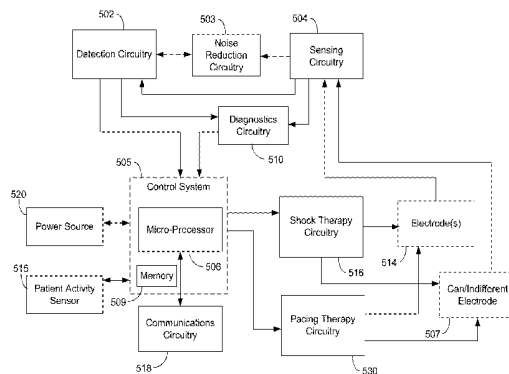 502
503
504
Detection Circuitry
Noise
Reduction
Circuitry
Sensing
Circuitry
Diagnostics
Circuitry
510
505
Control System
520
Power Source
Micro-Processor
506
Shock Therapy
Circuitry
516
Electrode(s)
514
515
Patient Activity
Sensor
Memory
509
Can/Indifferent
Electrode
507
Communications
Circuitry
518
Pacing Therapy
Circuitry
530